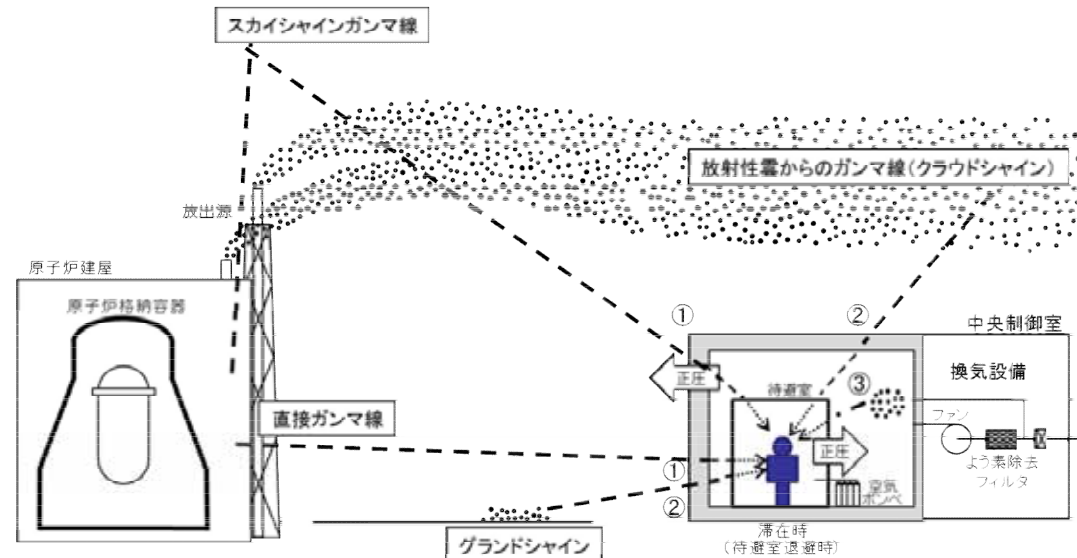 スカイシャインガンマ線
放射性雲からのガンマ線(クラウドシャイン)
放出源
原子炉建屋
原子炉格納容器
①
②
中央制御室
換気設備
正圧
待避室
③
ファン
直接ガンマ線
正圧
よう素除去
フィルタ
①
空気
ボンベ
②
グランドシャイン
滞在時
(待避室退避時)